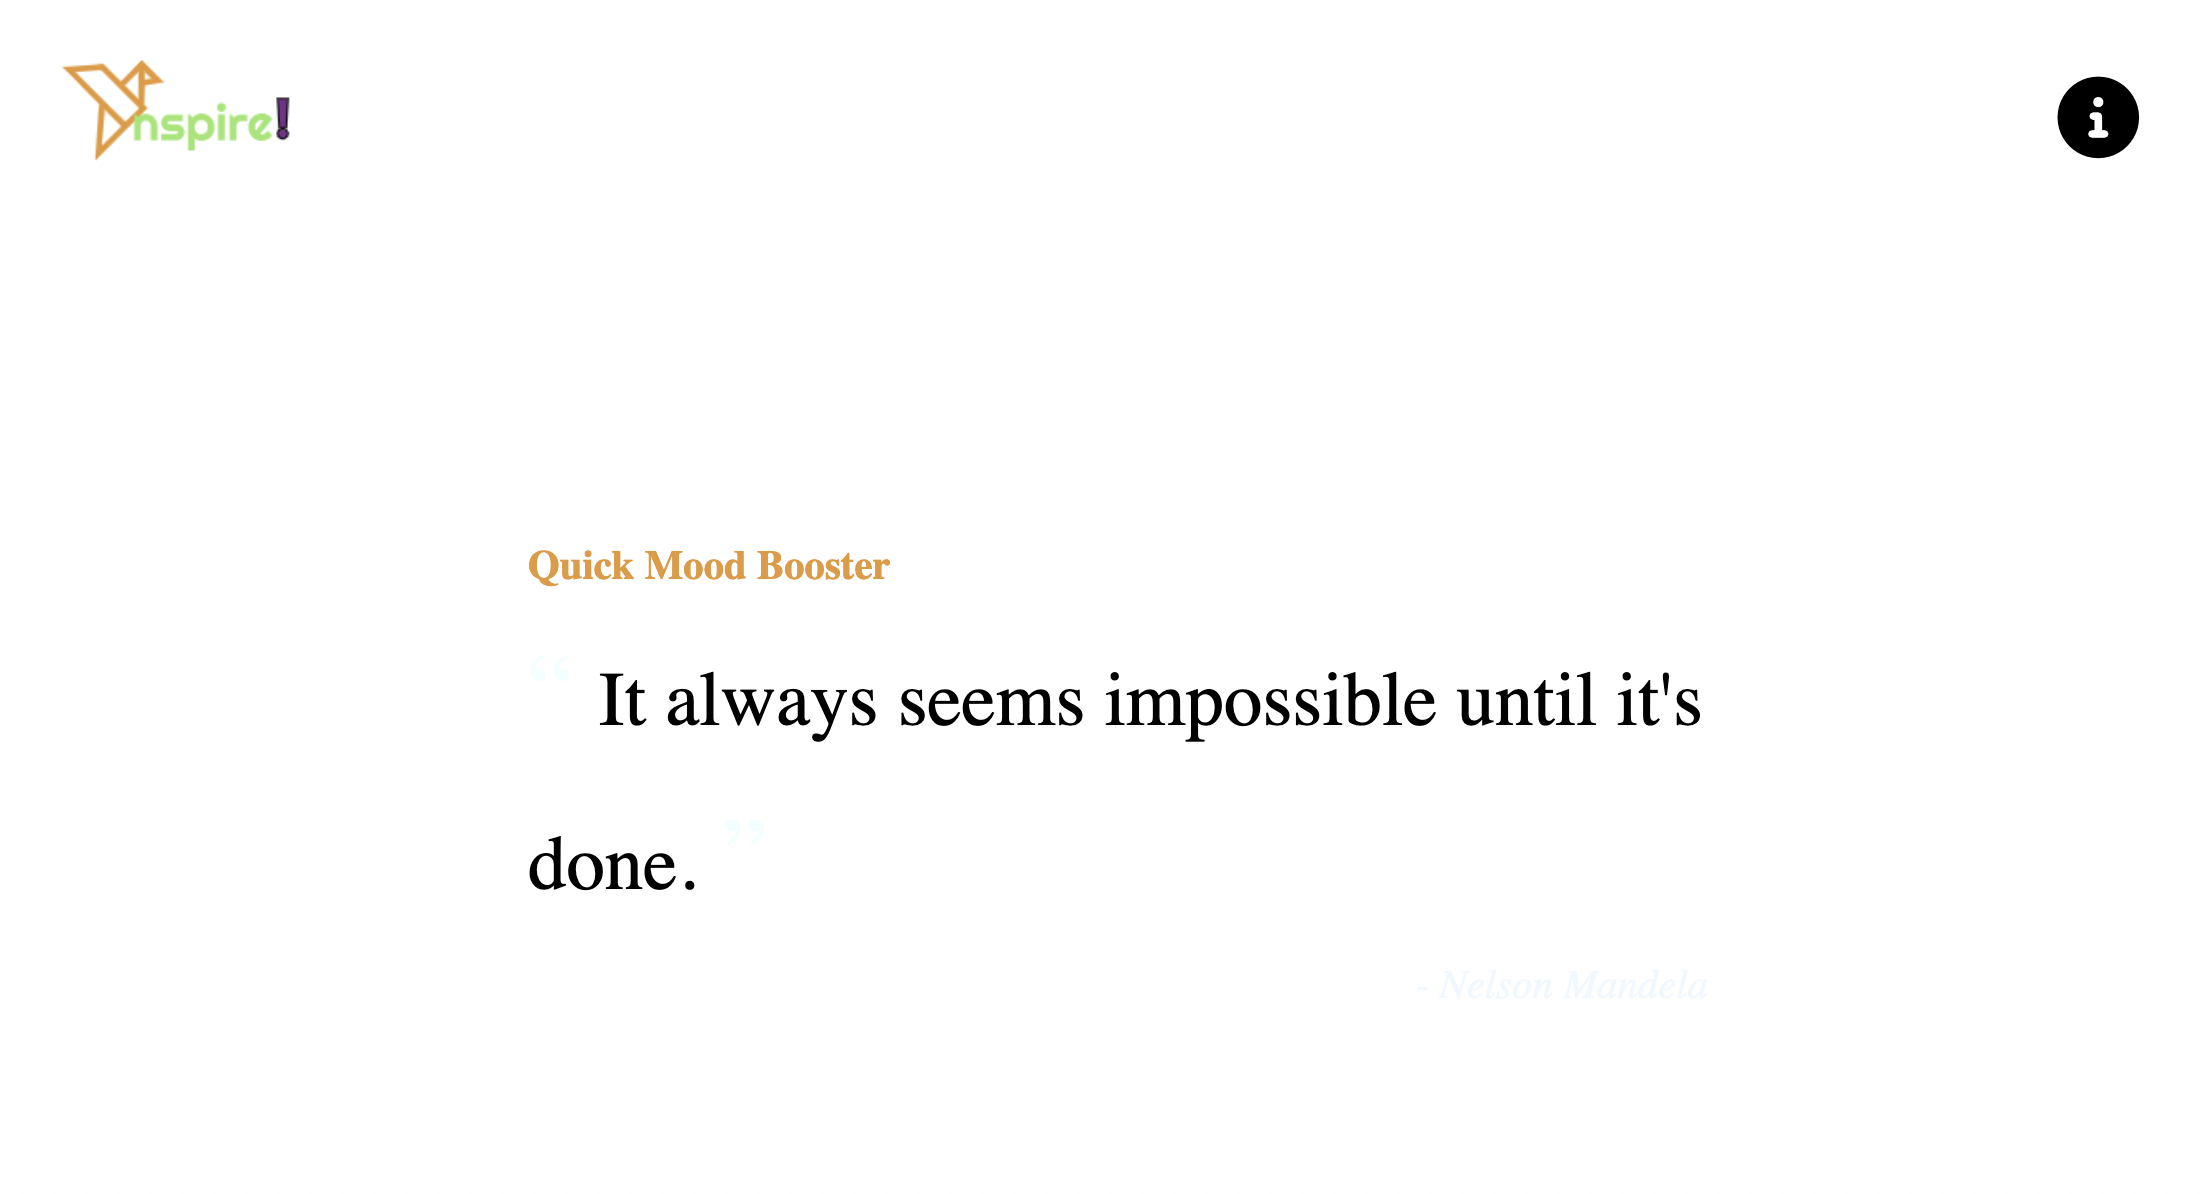 nspire!
Quick Mood Booster
“ It always seems impossible until it's
done. ”
- Nelson Mandela